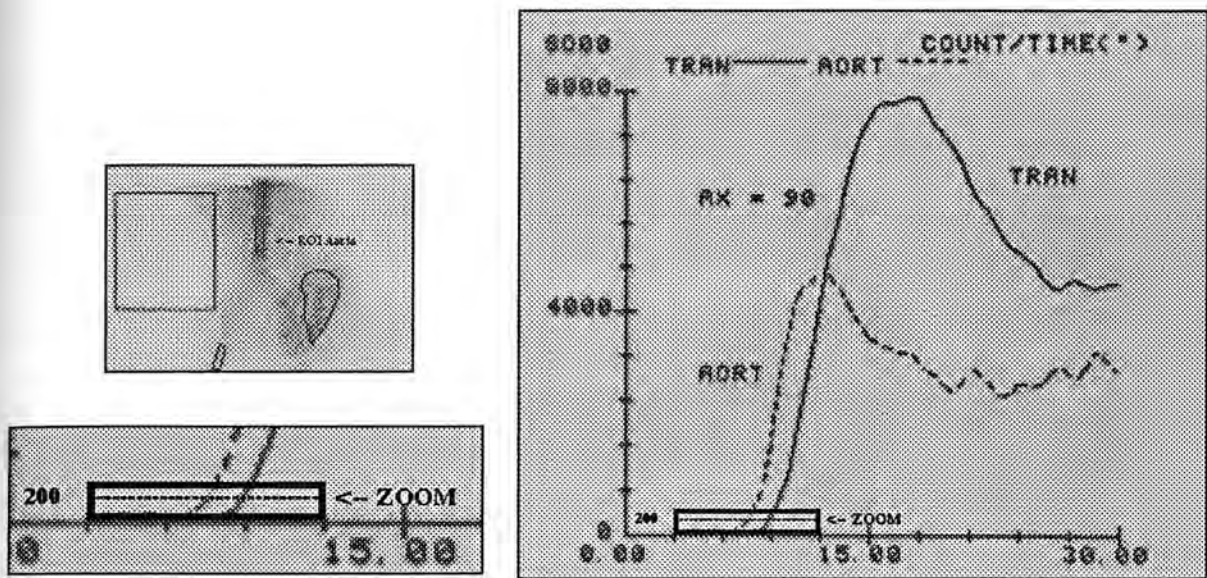 <-- ROI Aorta
200
<-- ZOOM
0
15.00
6000
COUNT/TIME(")
TRAN
AORT
8000
TRAN
AX = 90
4000
AORT
200
<-- ZOOM
0
0.00
15.00
30.00